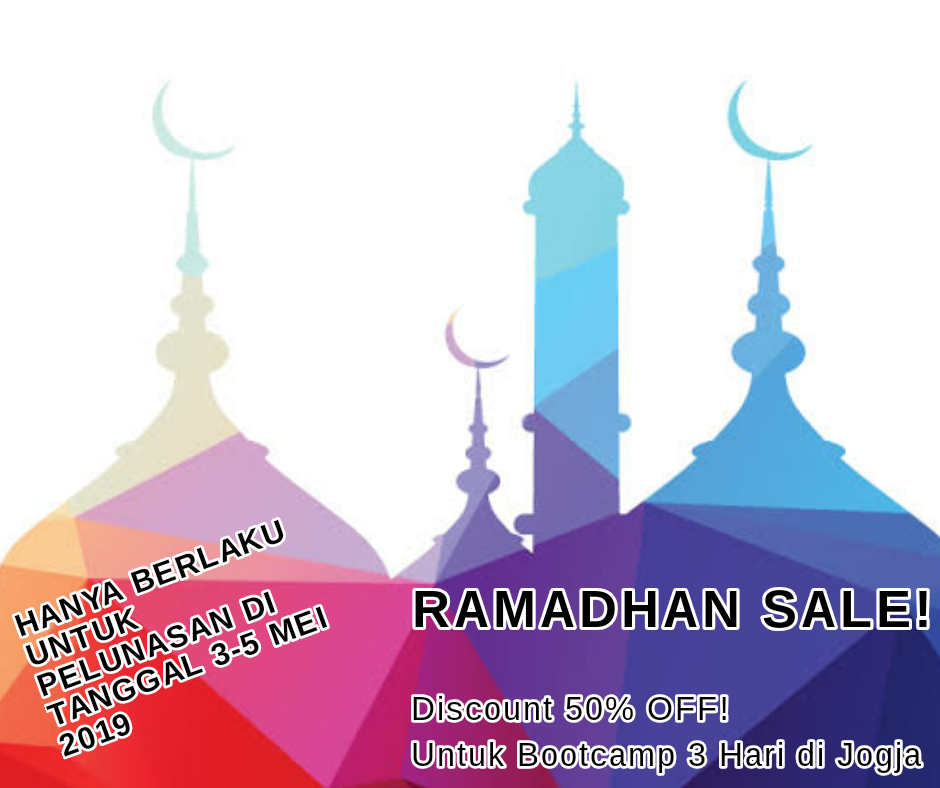 HANYA BERLAKU
UNTUK
PELUNASAN DI
TANGGAL 3-5 MEI
2019
RAMADHAN SALE!
Discount 50% OFF!
Untuk Bootcamp 3 Hari di Jogja